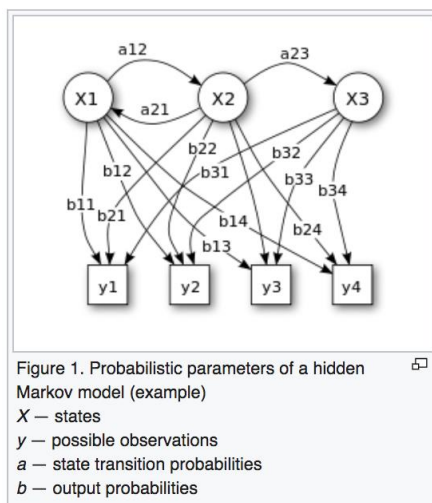 a12
a23
X1
X2
X3
a21
b22
b32
b12
b31
b33
b34
b11
b21
b14
b24
b13
y1
y2
y3
y4
Figure 1. Probabilistic parameters of a hidden
Markov model (example)
X — states
y — possible observations
a — state transition probabilities
b — output probabilities